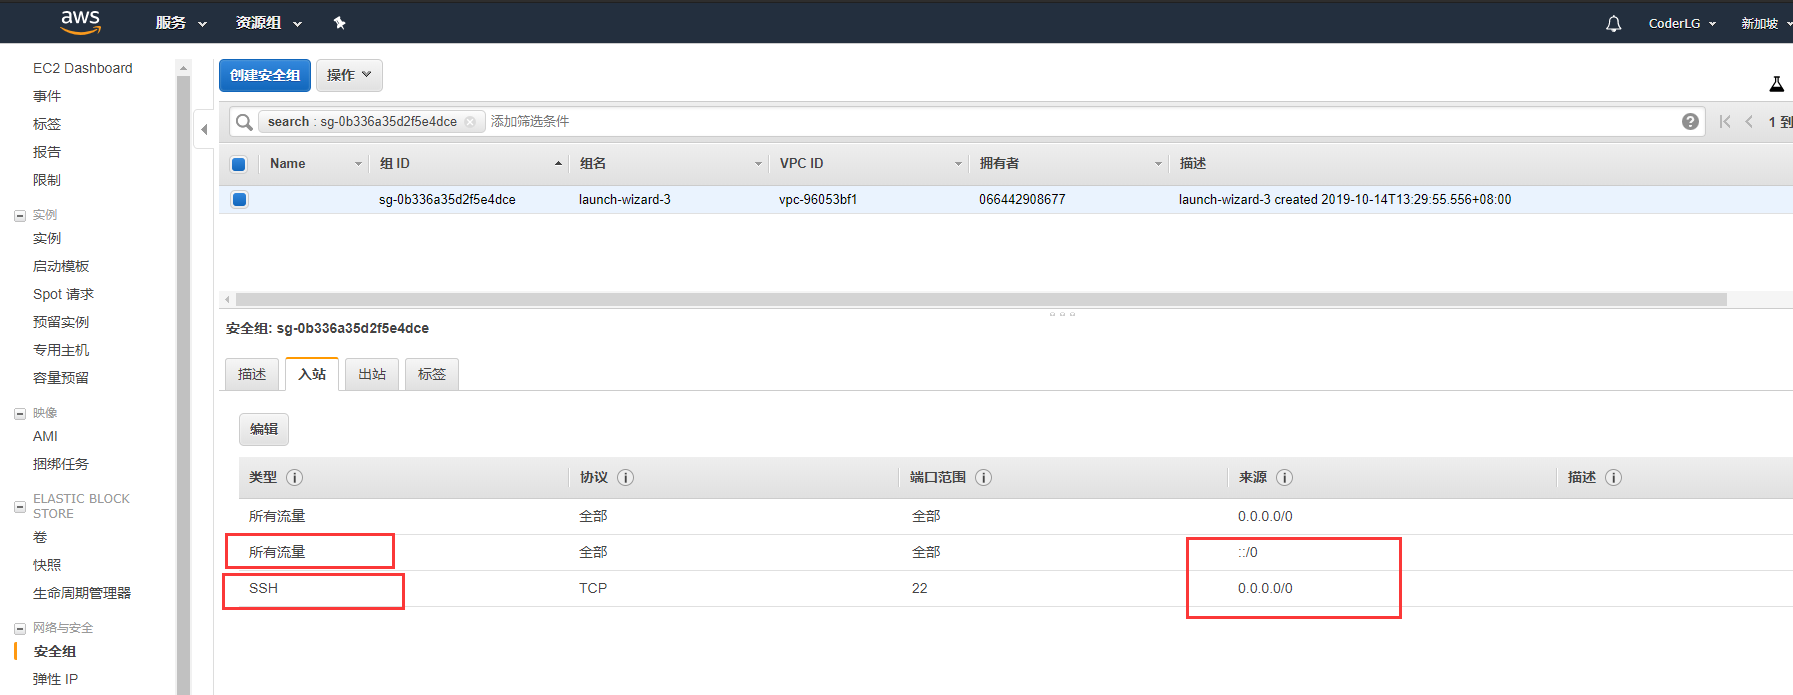 aws 服务 资源组 CoderLG 新加坡
EC2 Dashboard
事件
标签
报告
限制
实例
实例
启动模板
Spot 请求
预留实例
专用主机
容量预留
映像
AMI
捆绑任务
ELASTIC BLOCK
STORE
卷
快照
生命周期管理器
网络与安全
安全组
弹性 IP
创建安全组 操作
search : sg-0b336a35d2f5e4dce 添加筛选条件 1 到
Name 组 ID 组名 VPC ID 拥有者 描述
sg-0b336a35d2f5e4dce launch-wizard-3 vpc-96053bf1 066442908677 launch-wizard-3 created 2019-10-14T13:29:55.556+08:00
安全组: sg-0b336a35d2f5e4dce
描述 入站 出站 标签
编辑
类型 协议 端口范围 来源 描述
所有流量 全部 全部 0.0.0.0/0
所有流量 全部 全部 ::/0
SSH TCP 22 0.0.0.0/0